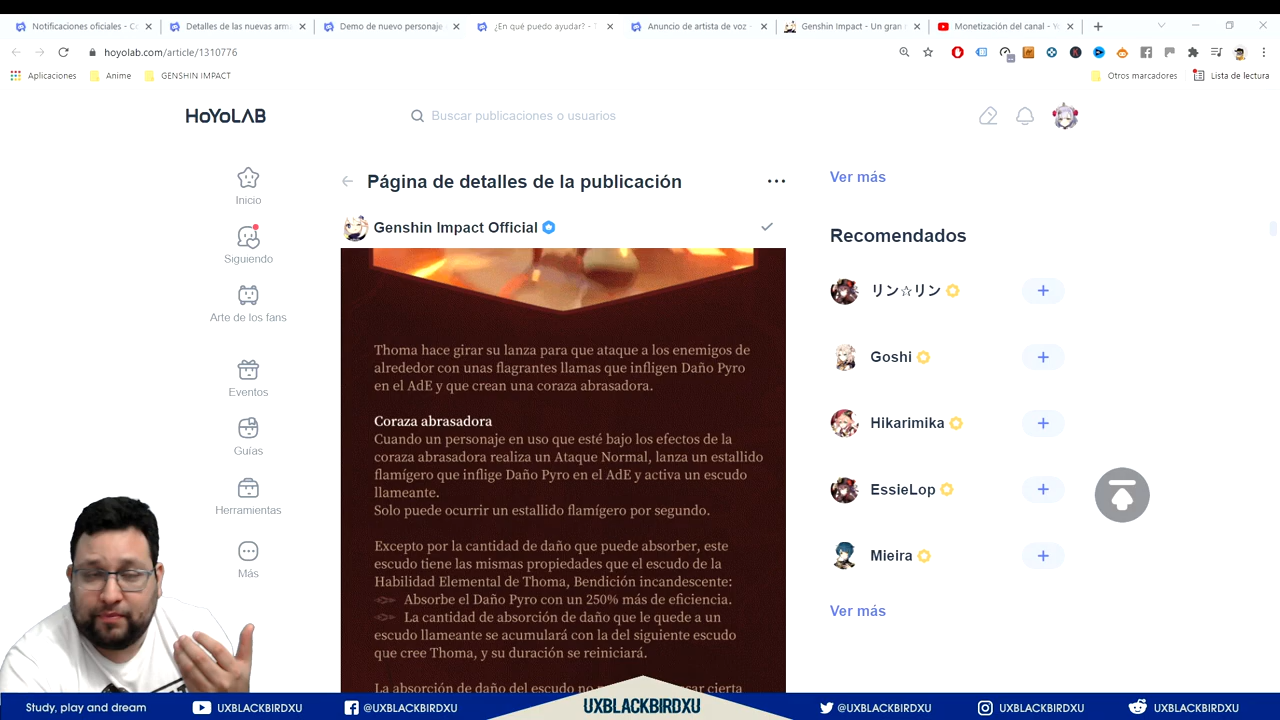 Notificaciones oficiales - C
Detalles de las nuevas arma
Demo de nuevo personaje
¿En qué puedo ayudar? - T
Anuncio de artista de voz -
Genshin Impact - Un gran
Monetización del canal - Yo
hoyolab.com/article/1310776
Aplicaciones
Anime
GENSHIN IMPACT
Otros marcadores
Lista de lectura
HoYoLAB
Buscar publicaciones o usuarios
Inicio
Siguiendo
Arte de los fans
Eventos
Guías
Herramientas
Más
Página de detalles de la publicación
Genshin Impact Official
Thoma hace girar su lanza para que ataque a los enemigos de
alrededor con unas flagrantes llamas que infligen Daño Pyro
en el AdE y que crean una coraza abrasadora.
Coraza abrasadora
Cuando un personaje en uso que esté bajo los efectos de la
coraza abrasadora realiza un Ataque Normal, lanza un estallido
flamígero que inflige Daño Pyro en el AdE y activa un escudo
llameante.
Solo puede ocurrir un estallido flamígero por segundo.
Excepto por la cantidad de daño que puede absorber, este
escudo tiene las mismas propiedades que el escudo de la
Habilidad Elemental de Thoma, Bendición incandescente:
Absorbe el Daño Pyro con un 250% más de eficiencia.
La cantidad de absorción de daño que le quede a un
escudo llameante se acumulará con la del siguiente escudo
que cree Thoma, y su duración se reiniciará.
La absorción de daño del escudo no cierta
Ver más
Recomendados
リン☆リン
Goshi
Hikarimika
EssieLop
Mieira
Ver más
Study, play and dream
UXBLACKBIRDXU
@UXBLACKBIRDXU
UXBLACKBIRDXU
@UXBLACKBIRDXU
UXBLACKBIRDXU
UXBLACKBIRDXU